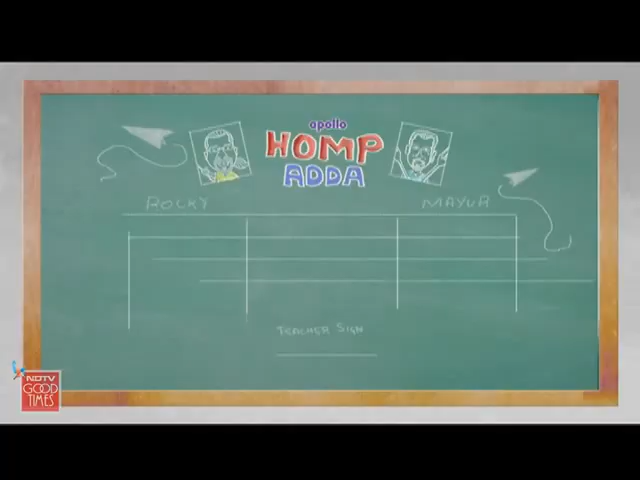 apollo
HOMP
ADDA
ROCKY
MAYUR
TEACHER SIGN
NDTV
GOOD
TIMES